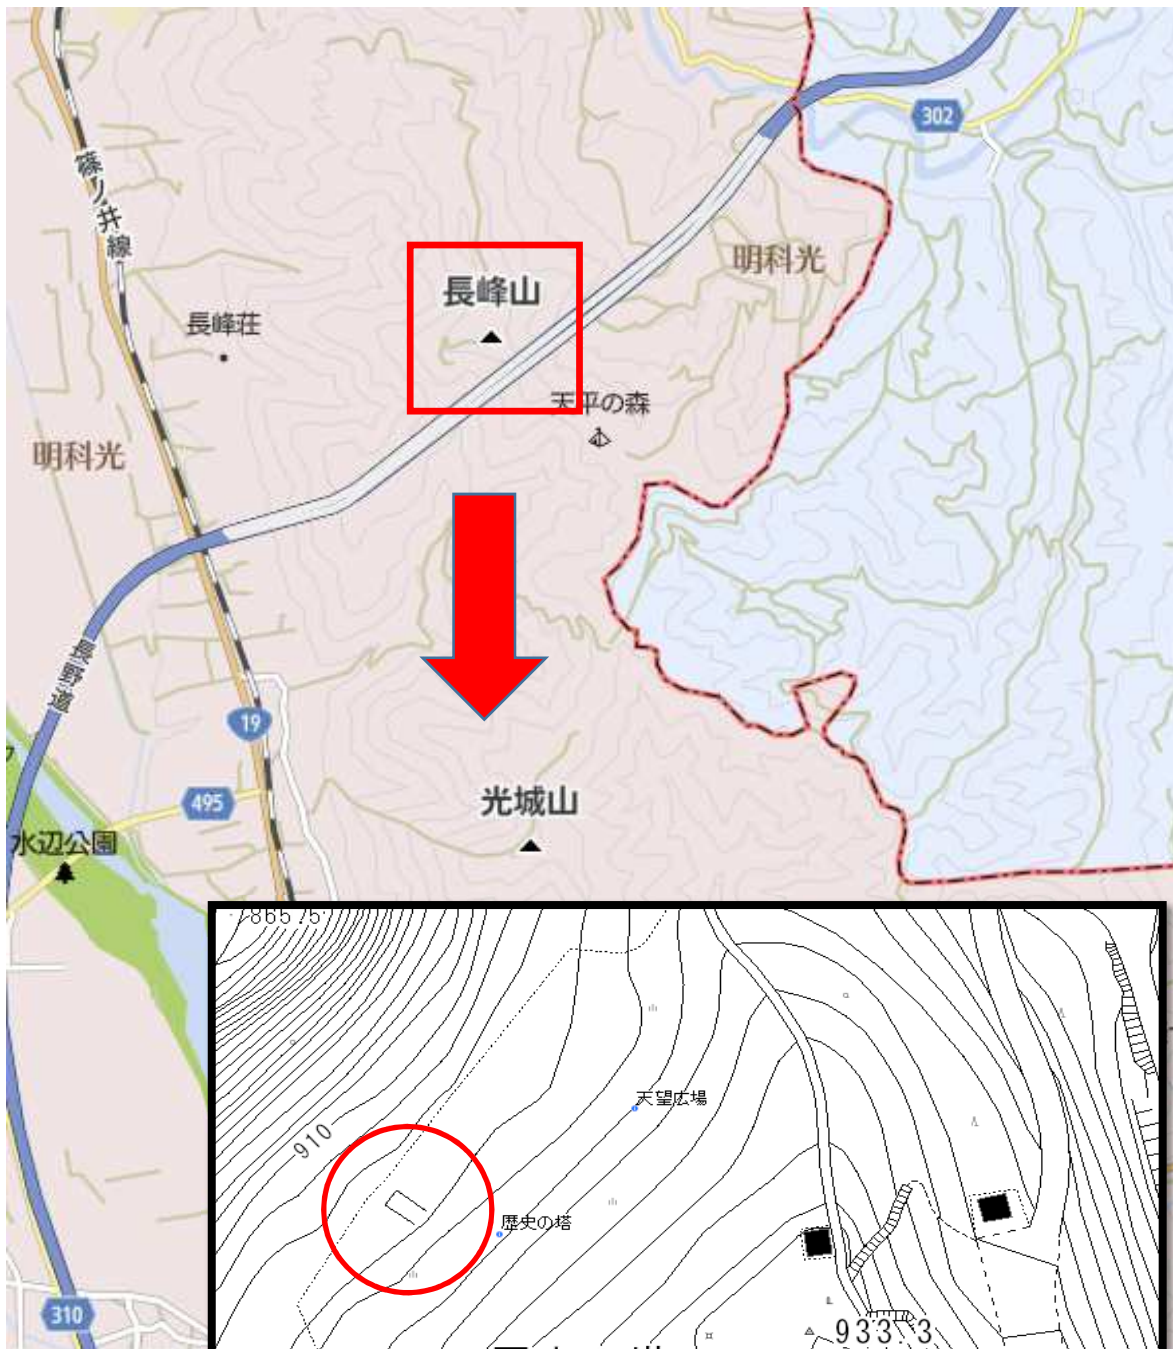 302
篠ノ井線
明科光
長峰山
長峰荘
天平の森
明科光
長野道
19
495
光城山
水辺公園
865.5
天望広場
910
歴史の塔
310
933.3